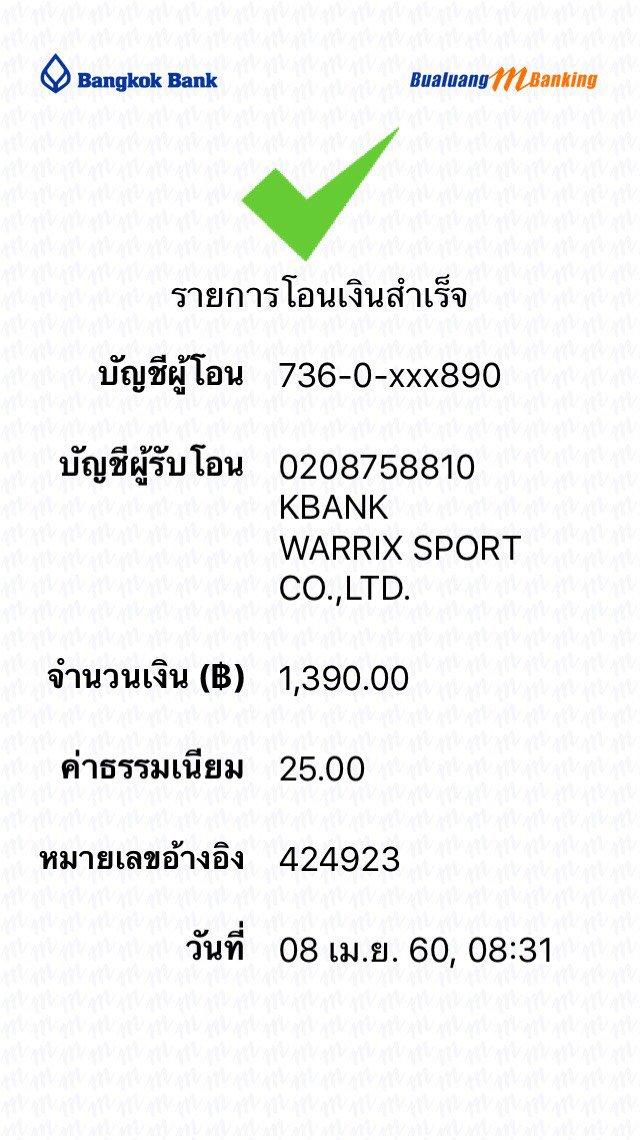 Bangkok Bank
Bualuang mBanking
รายการโอนเงินสำเร็จ
บัญชีผู้โอน 736-0-xxx890
บัญชีผู้รับโอน 0208758810
KBANK
WARRIX SPORT
CO.,LTD.
จำนวนเงิน (฿) 1,390.00
ค่าธรรมเนียม 25.00
หมายเลขอ้างอิง 424923
วันที่ 08 เม.ย. 60, 08:31